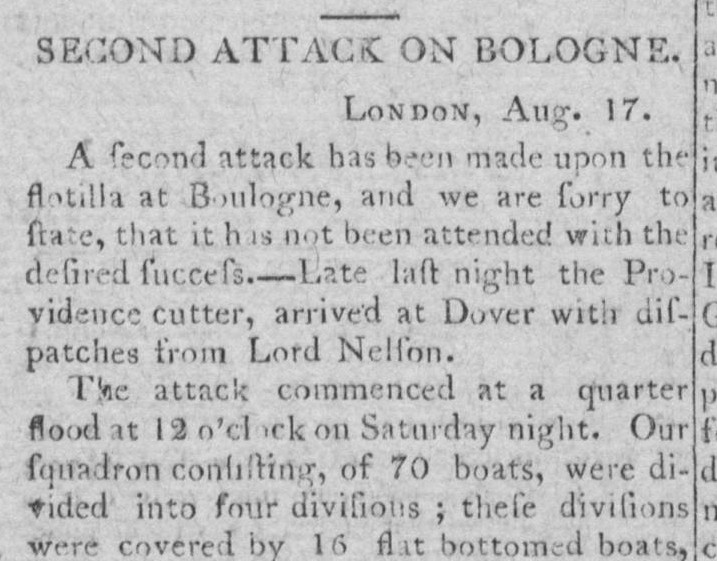 SECOND ATTACK ON BOLOGNE.
LONDON, Aug. 17.
A ſecond attack has been made upon the
flotilla at Boulogne, and we are ſorry to
ſtate, that it has not been attended with the
deſired ſucceſs.—Late laſt night the Pro-
vidence cutter, arrived at Dover with diſ-
patches from Lord Nelſon.
The attack commenced at a quarter
flood at 12 o'clock on Saturday night. Our
ſquadron conſiſting, of 70 boats, were di-
vided into four diviſions ; theſe diviſions
were covered by 16 flat bottomed boats,